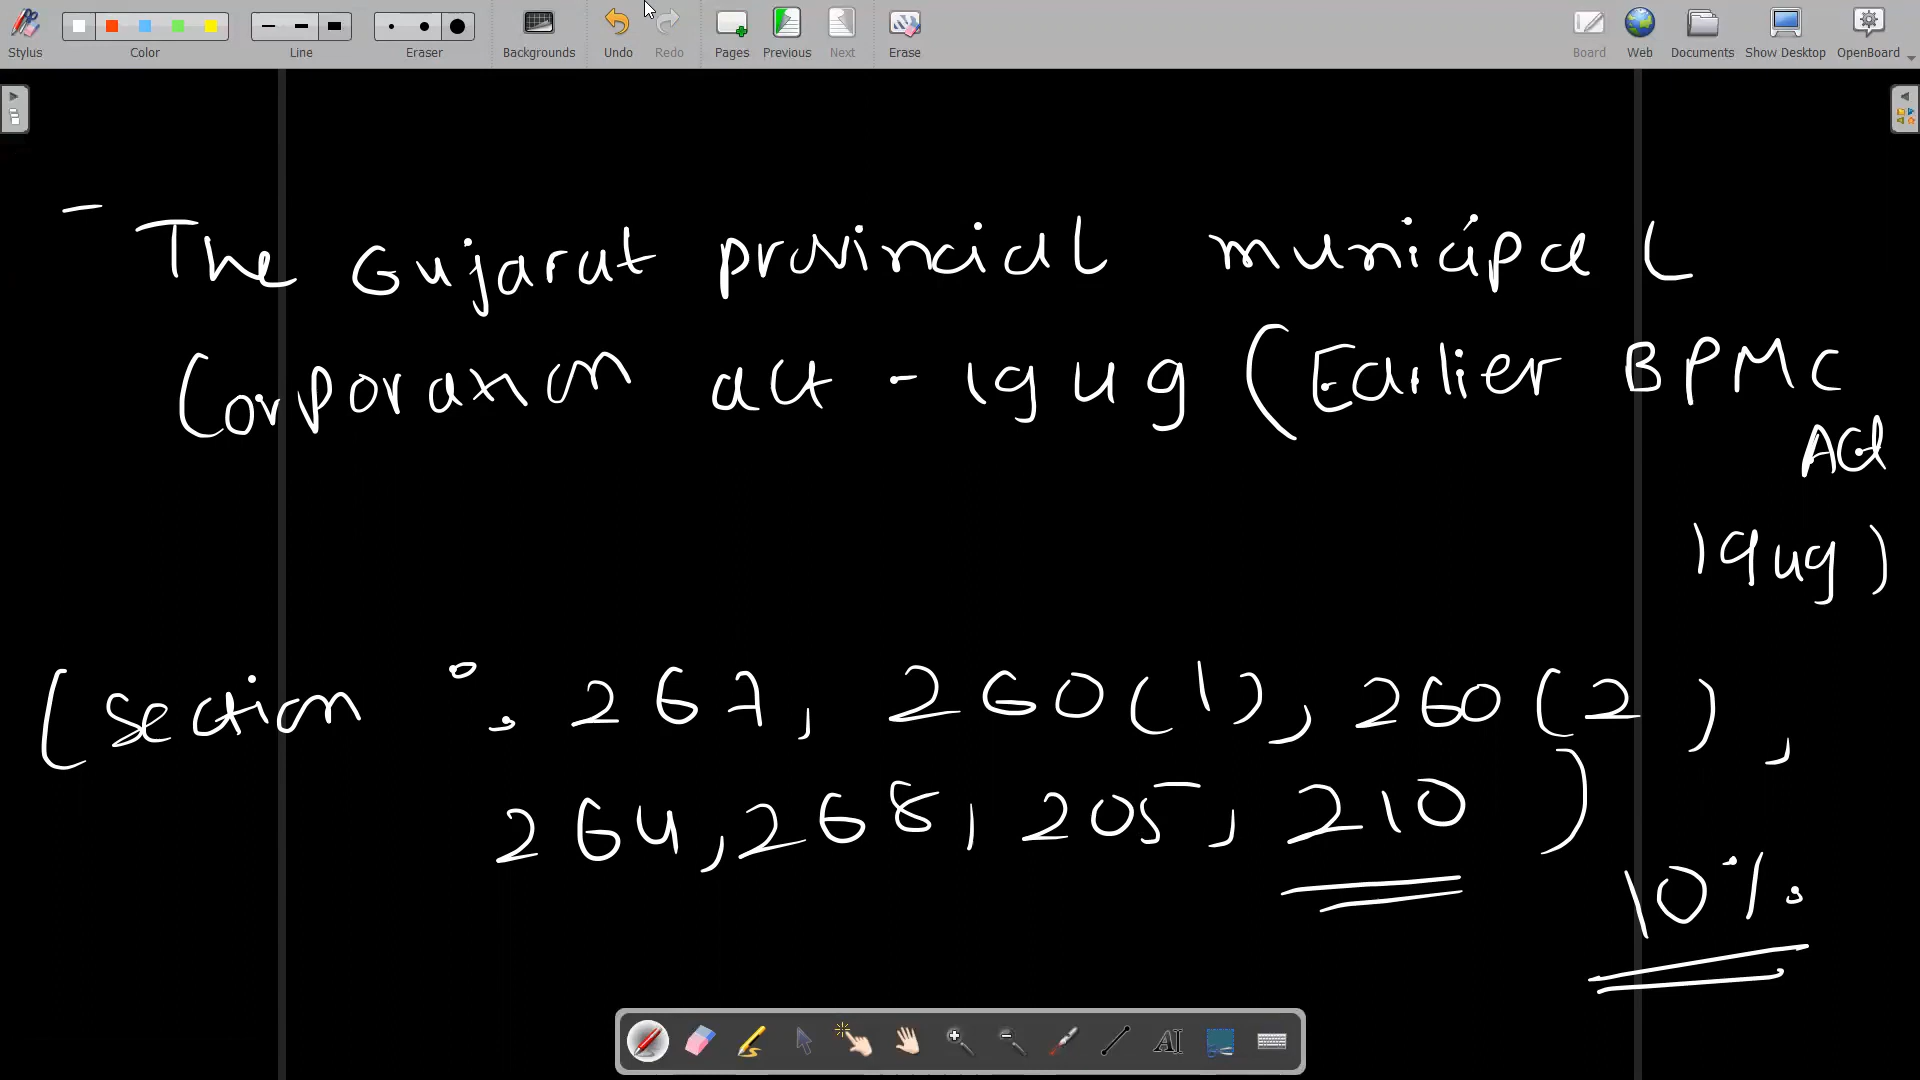 Stylus Color Line Eraser Backgrounds Undo Redo Pages Previous Next Erase Board Web Documents Show Desktop OpenBoard
- The Gujarat provincial municipal
Corporation act - 1949 (Earlier BPMC
Act
1949)
(section : 267, 260(1), 260(2),
264, 268, 205, 210)
10%